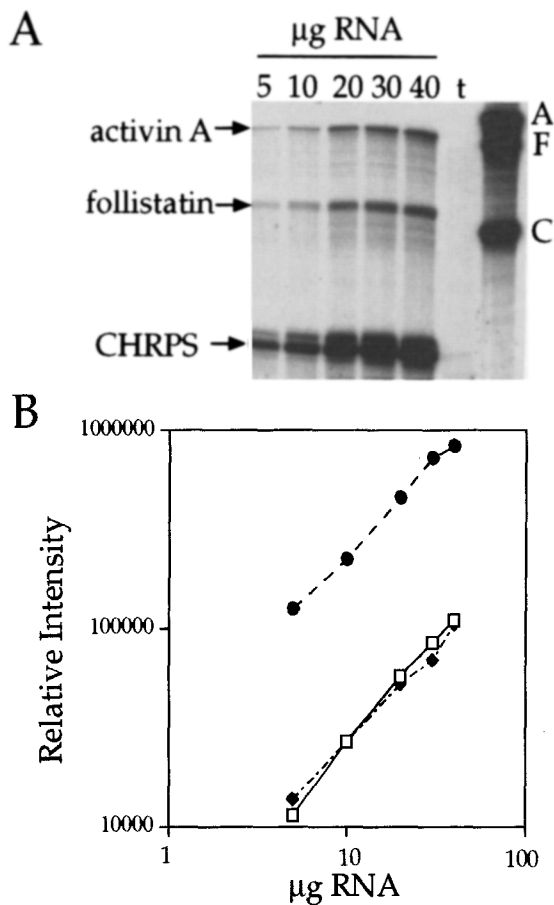 A
µg RNA
5 10 20 30 40 t
activin A
A
F
follistatin
C
CHRPS
B
1000000
100000
10000
Relative Intensity
1 10 100
µg RNA